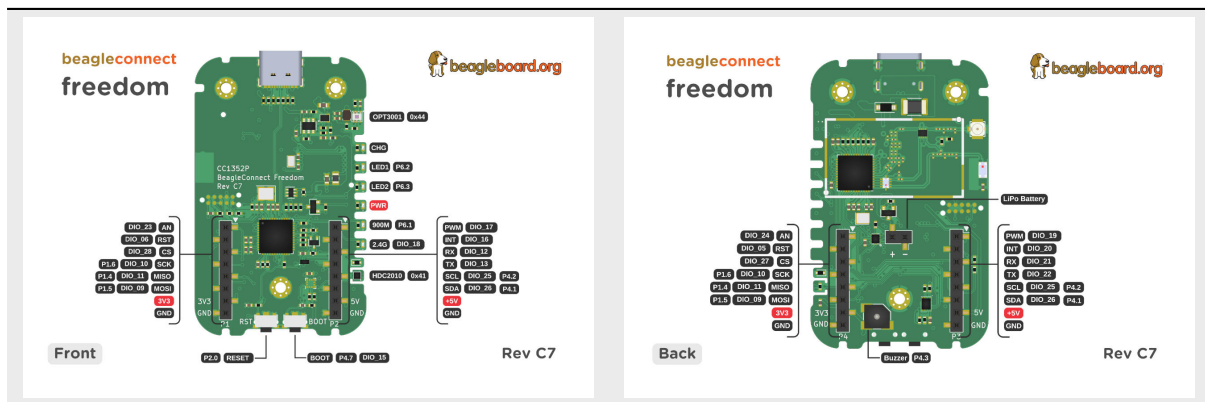 beagleconnect
freedom
beagleboard.org
OPT3001 0x44
CHG
LED1 P6.2
LED2 P6.3
PWR
900M P6.1
2.4G DIO_18
HDC2010 0x41
CC1352P
BeagleConnect Freedom
Rev C7
DIO_23 AN
DIO_06 RST
DIO_28 CS
P1.6 DIO_10 SCK
P1.4 DIO_11 MISO
P1.5 DIO_09 MOSI
3V3
GND
3V3
GND
P1
RST
BOOT
P2
5V
GND
PWM DIO_17
INT DIO_16
RX DIO_12
TX DIO_13
SCL DIO_25 P4.2
SDA DIO_26 P4.1
+5V
GND
P2.0 RESET
BOOT P4.7 DIO_15
Front
Rev C7
beagleconnect
freedom
beagleboard.org
LiPo Battery
DIO_24 AN
DIO_05 RST
DIO_27 CS
P1.6 DIO_10 SCK
P1.4 DIO_11 MISO
P1.5 DIO_09 MOSI
3V3
GND
+ −
3V3
GND
P4
5V
GND
P3
PWM DIO_19
INT DIO_20
RX DIO_21
TX DIO_22
SCL DIO_25 P4.2
SDA DIO_26 P4.1
+5V
GND
Buzzer P4.3
Back
Rev C7